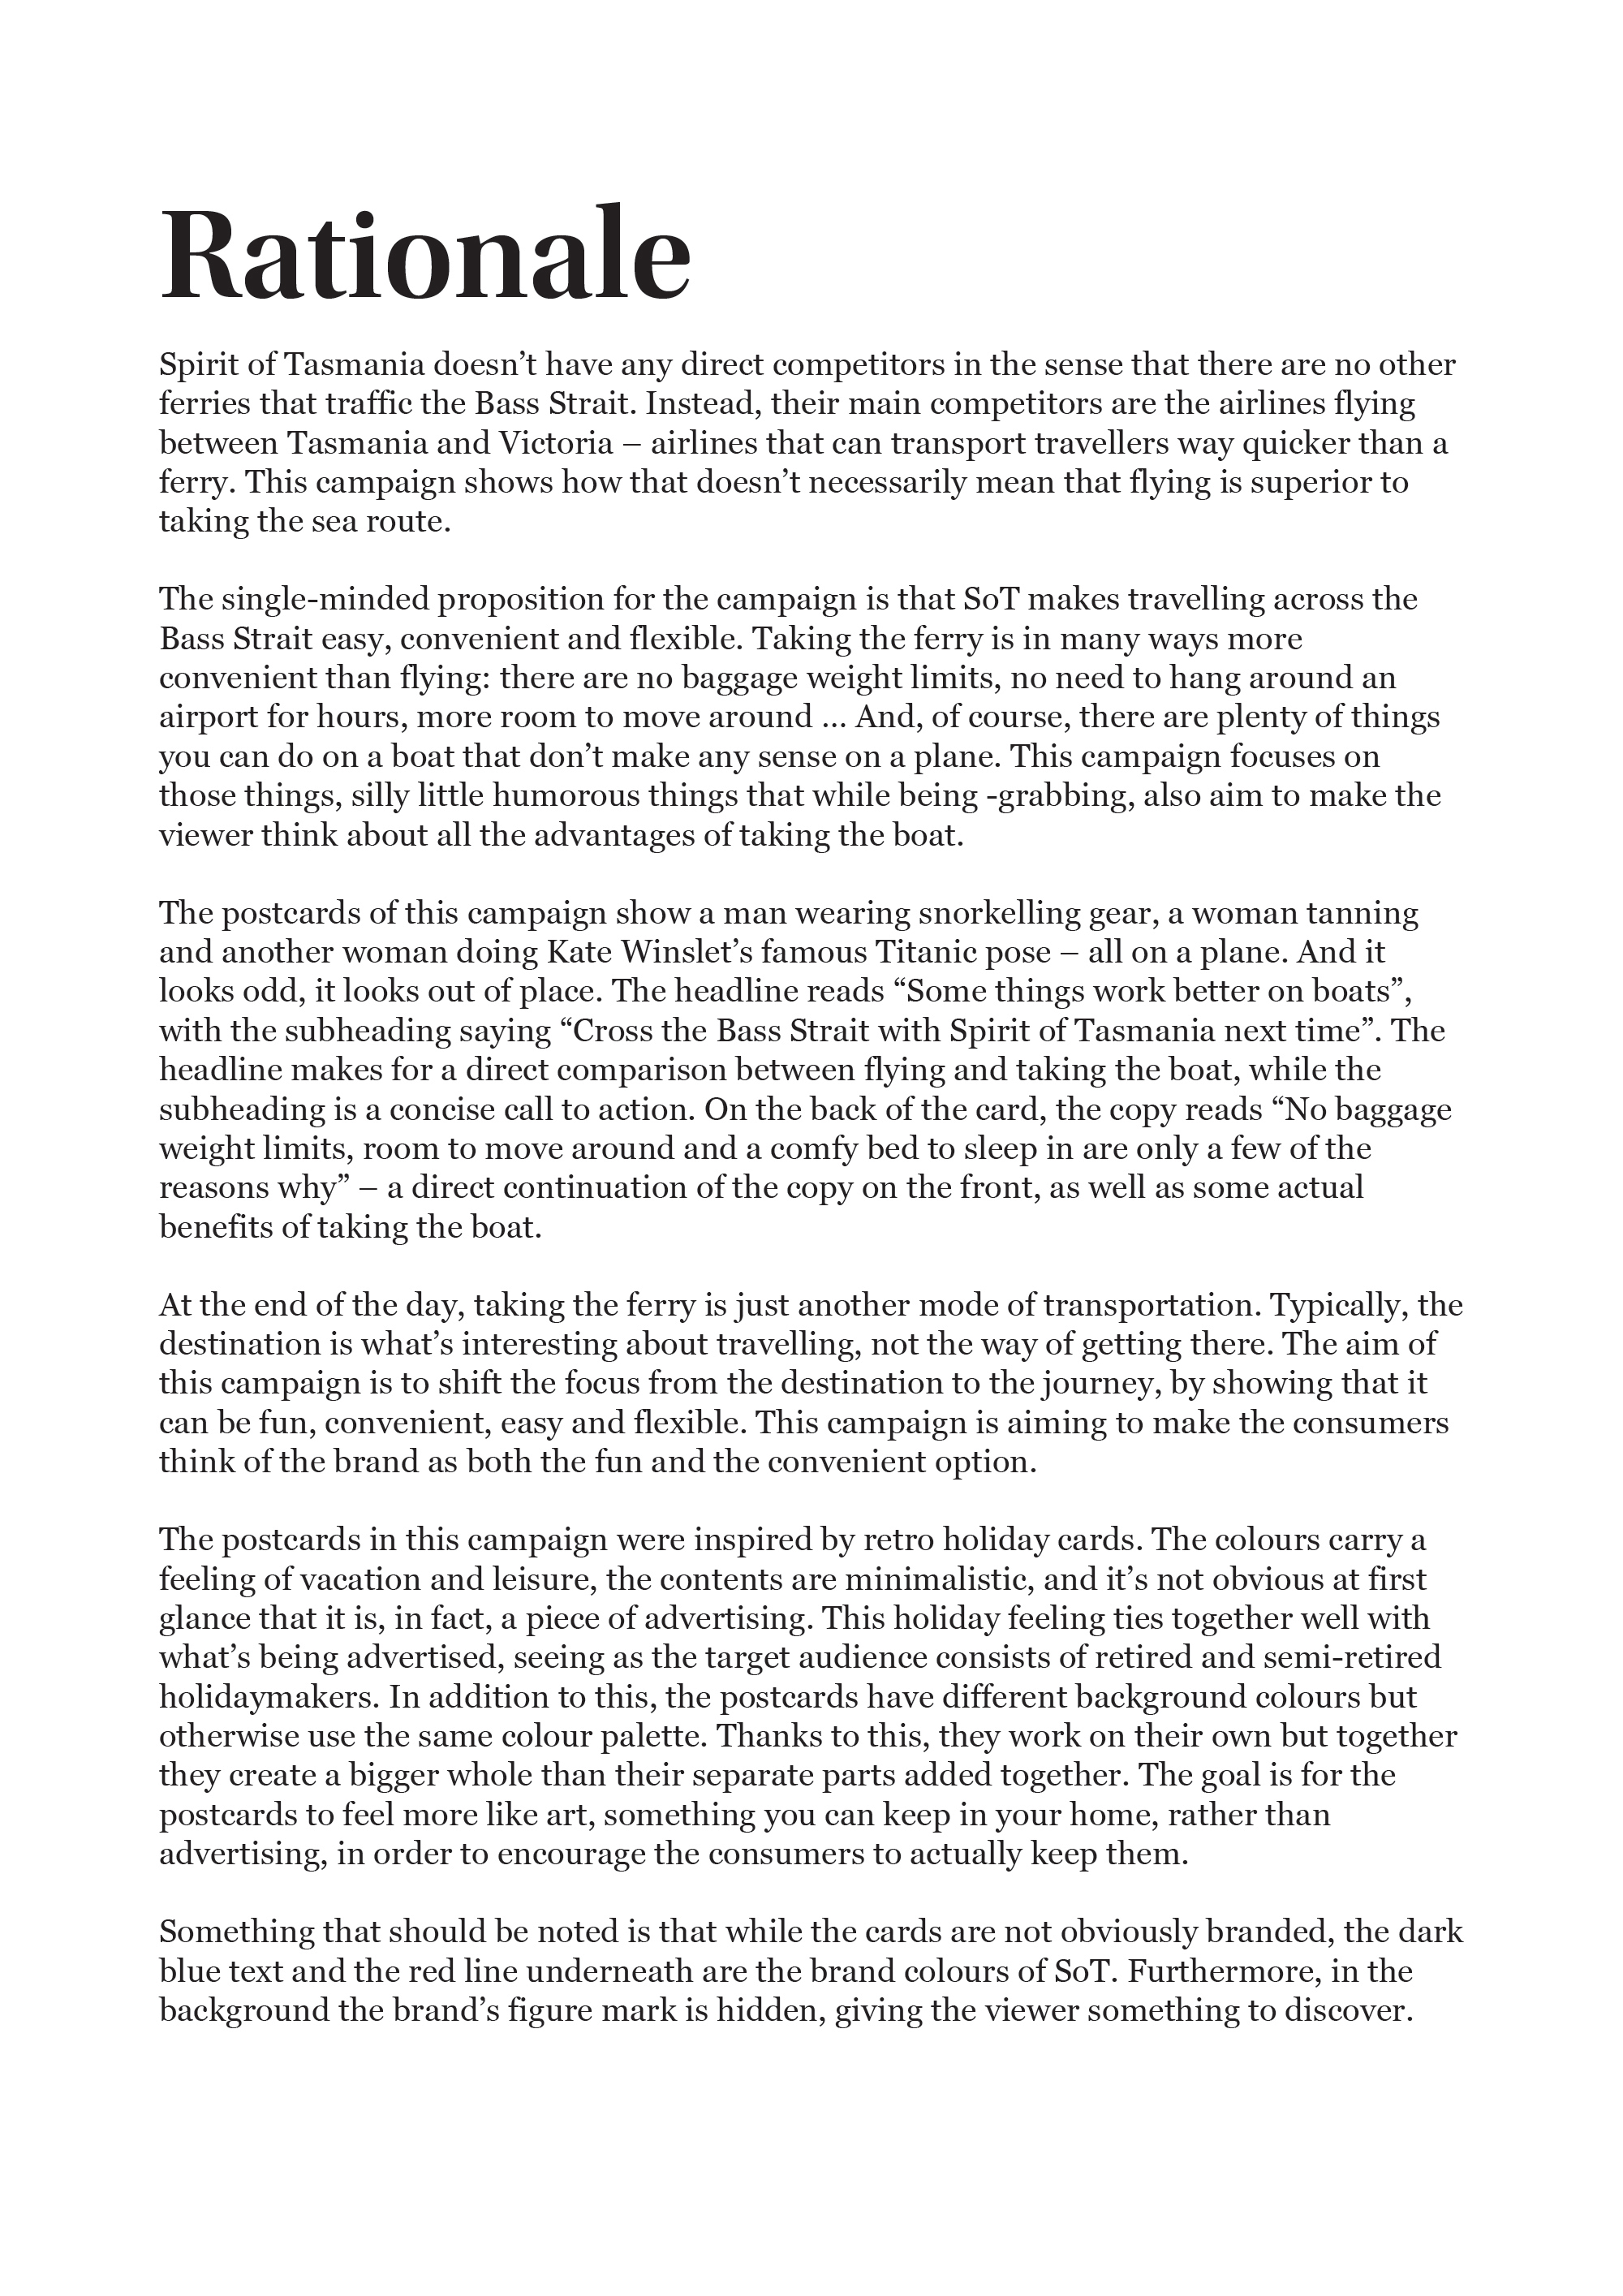 Rationale
Spirit of Tasmania doesn’t have any direct competitors in the sense that there are no other
ferries that traffic the Bass Strait. Instead, their main competitors are the airlines flying
between Tasmania and Victoria – airlines that can transport travellers way quicker than a
ferry. This campaign shows how that doesn’t necessarily mean that flying is superior to
taking the sea route.
The single-minded proposition for the campaign is that SoT makes travelling across the
Bass Strait easy, convenient and flexible. Taking the ferry is in many ways more
convenient than flying: there are no baggage weight limits, no need to hang around an
airport for hours, more room to move around ... And, of course, there are plenty of things
you can do on a boat that don’t make any sense on a plane. This campaign focuses on
those things, silly little humorous things that while being -grabbing, also aim to make the
viewer think about all the advantages of taking the boat.
The postcards of this campaign show a man wearing snorkelling gear, a woman tanning
and another woman doing Kate Winslet’s famous Titanic pose – all on a plane. And it
looks odd, it looks out of place. The headline reads “Some things work better on boats”,
with the subheading saying “Cross the Bass Strait with Spirit of Tasmania next time”. The
headline makes for a direct comparison between flying and taking the boat, while the
subheading is a concise call to action. On the back of the card, the copy reads “No baggage
weight limits, room to move around and a comfy bed to sleep in are only a few of the
reasons why” – a direct continuation of the copy on the front, as well as some actual
benefits of taking the boat.
At the end of the day, taking the ferry is just another mode of transportation. Typically, the
destination is what’s interesting about travelling, not the way of getting there. The aim of
this campaign is to shift the focus from the destination to the journey, by showing that it
can be fun, convenient, easy and flexible. This campaign is aiming to make the consumers
think of the brand as both the fun and the convenient option.
The postcards in this campaign were inspired by retro holiday cards. The colours carry a
feeling of vacation and leisure, the contents are minimalistic, and it’s not obvious at first
glance that it is, in fact, a piece of advertising. This holiday feeling ties together well with
what’s being advertised, seeing as the target audience consists of retired and semi-retired
holidaymakers. In addition to this, the postcards have different background colours but
otherwise use the same colour palette. Thanks to this, they work on their own but together
they create a bigger whole than their separate parts added together. The goal is for the
postcards to feel more like art, something you can keep in your home, rather than
advertising, in order to encourage the consumers to actually keep them.
Something that should be noted is that while the cards are not obviously branded, the dark
blue text and the red line underneath are the brand colours of SoT. Furthermore, in the
background the brand’s figure mark is hidden, giving the viewer something to discover.